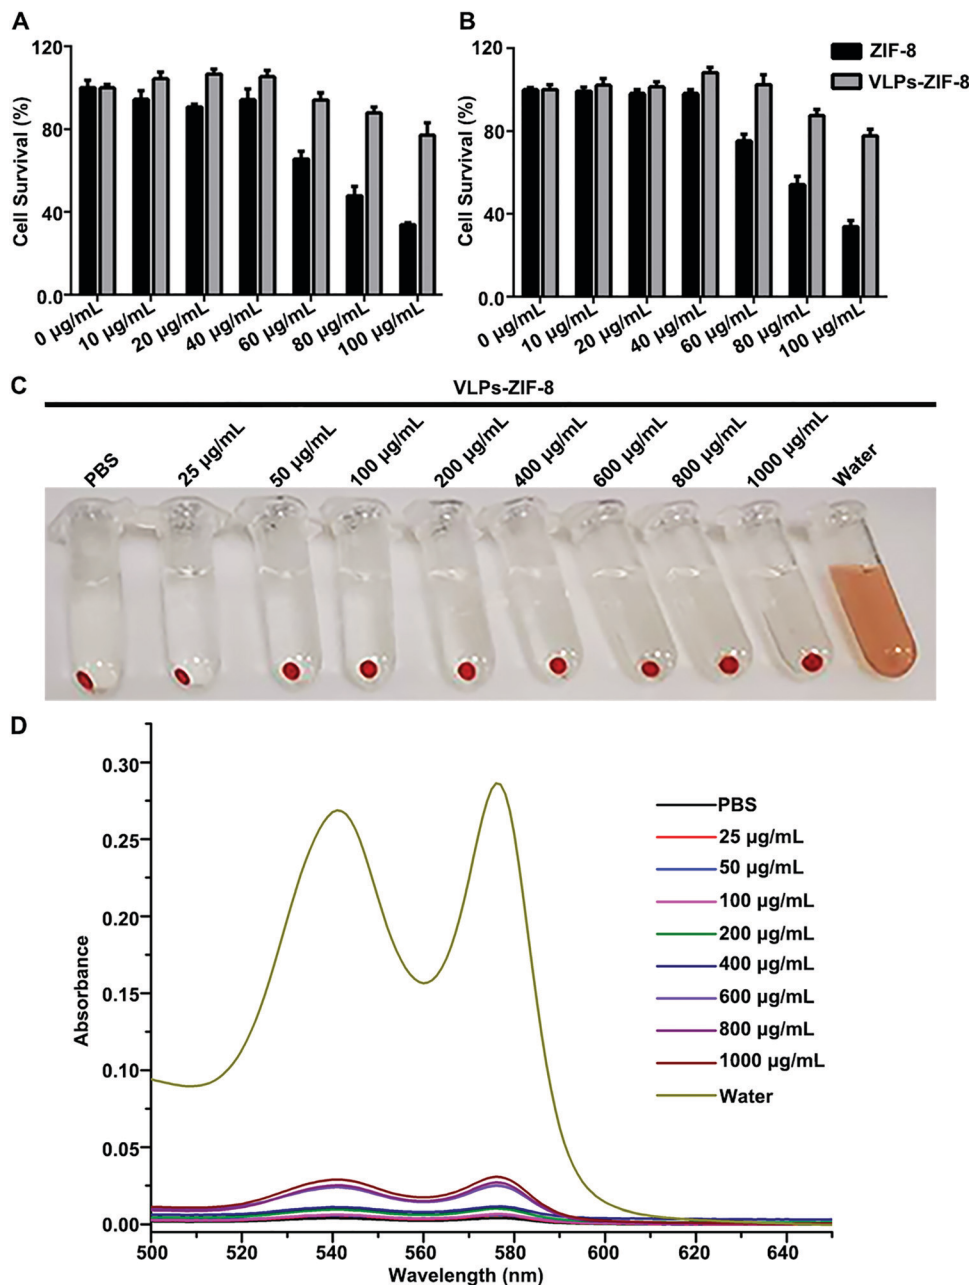 A
120
80
40
0.0
Cell Survival (%)
0 µg/mL
10 µg/mL
20 µg/mL
40 µg/mL
60 µg/mL
80 µg/mL
100 µg/mL
B
120
80
40
0.0
Cell Survival (%)
0 µg/mL
10 µg/mL
20 µg/mL
40 µg/mL
60 µg/mL
80 µg/mL
100 µg/mL
ZIF-8
VLPs-ZIF-8
C
VLPs-ZIF-8
PBS
25 µg/mL
50 µg/mL
100 µg/mL
200 µg/mL
400 µg/mL
600 µg/mL
800 µg/mL
1000 µg/mL
Water
D
0.30
0.25
0.20
0.15
0.10
0.05
0.00
Absorbance
500
520
540
560
580
600
620
640
Wavelength (nm)
PBS
25 µg/mL
50 µg/mL
100 µg/mL
200 µg/mL
400 µg/mL
600 µg/mL
800 µg/mL
1000 µg/mL
Water